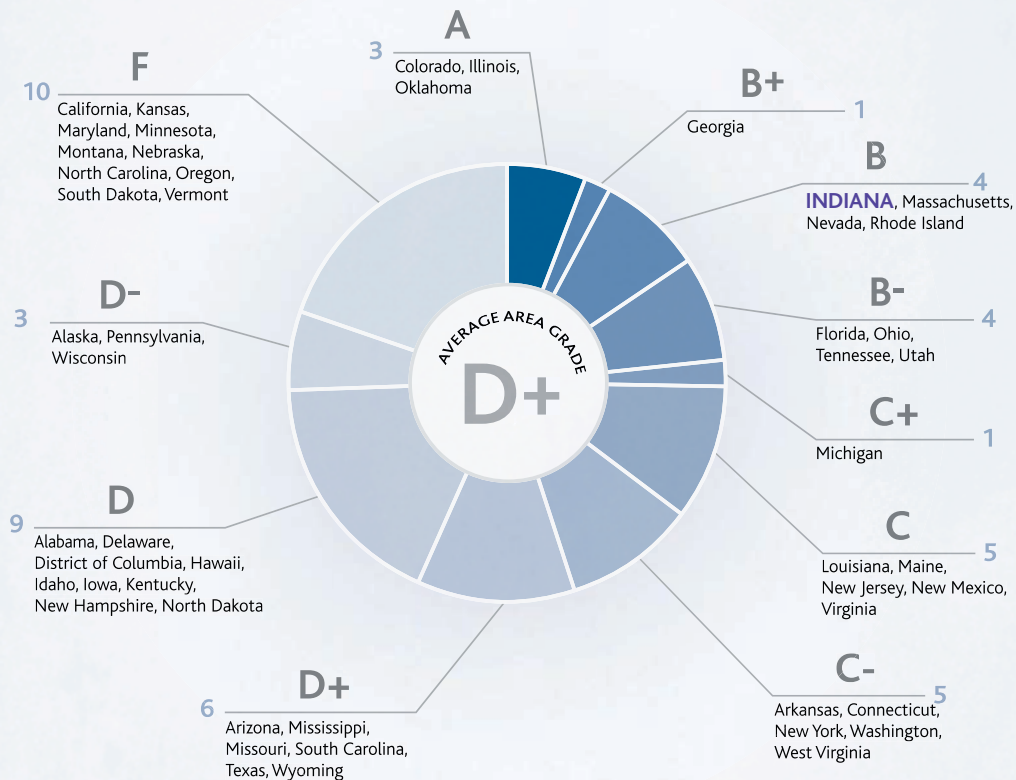 A
3
Colorado, Illinois,
Oklahoma
B+
1
Georgia
B
4
INDIANA, Massachusetts,
Nevada, Rhode Island
B-
4
Florida, Ohio,
Tennessee, Utah
C+
1
Michigan
C
5
Louisiana, Maine,
New Jersey, New Mexico,
Virginia
C-
5
Arkansas, Connecticut,
New York, Washington,
West Virginia
D+
6
Arizona, Mississippi,
Missouri, South Carolina,
Texas, Wyoming
D
9
Alabama, Delaware,
District of Columbia, Hawaii,
Idaho, Iowa, Kentucky,
New Hampshire, North Dakota
D-
3
Alaska, Pennsylvania,
Wisconsin
F
10
California, Kansas,
Maryland, Minnesota,
Montana, Nebraska,
North Carolina, Oregon,
South Dakota, Vermont
AVERAGE AREA GRADE
D+